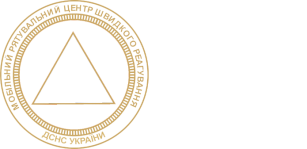 МОБІЛЬНИЙ РЯТУВАЛЬНИЙ ЦЕНТР ШВИДКОГО РЕАГУВАННЯ
ДСНС УКРАЇНИ